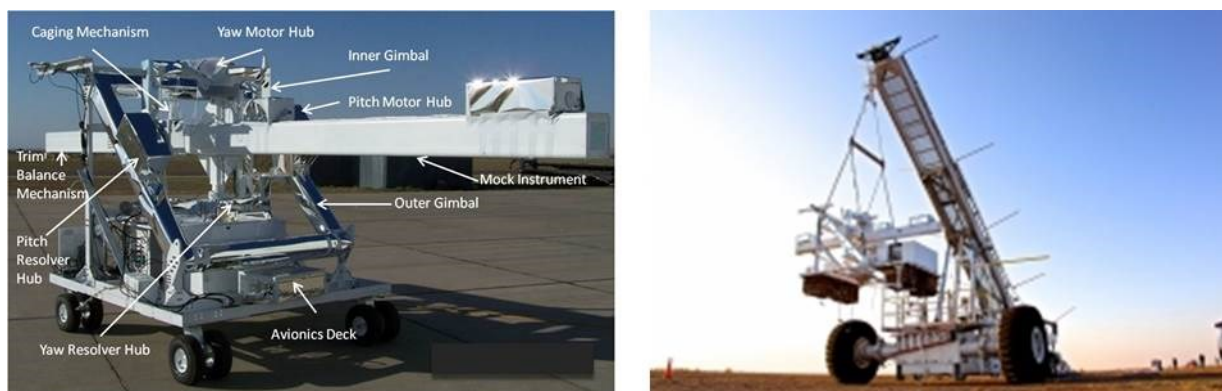 Caging Mechanism
Yaw Motor Hub
Inner Gimbal
Pitch Motor Hub
Trim
Balance
Mechanism
Mock Instrument
Outer Gimbal
Pitch
Resolver
Hub
Avionics Deck
Yaw Resolver Hub